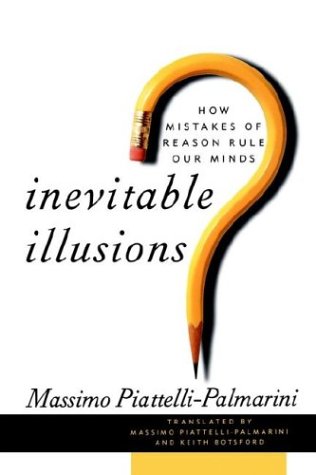 HOW
MISTAKES OF
REASON RULE
OUR MINDS
inevitable
illusions
Massimo Piattelli-Palmarini
TRANSLATED BY
MASSIMO PIATTELLI-PALMARINI
AND KEITH BOTSFORD